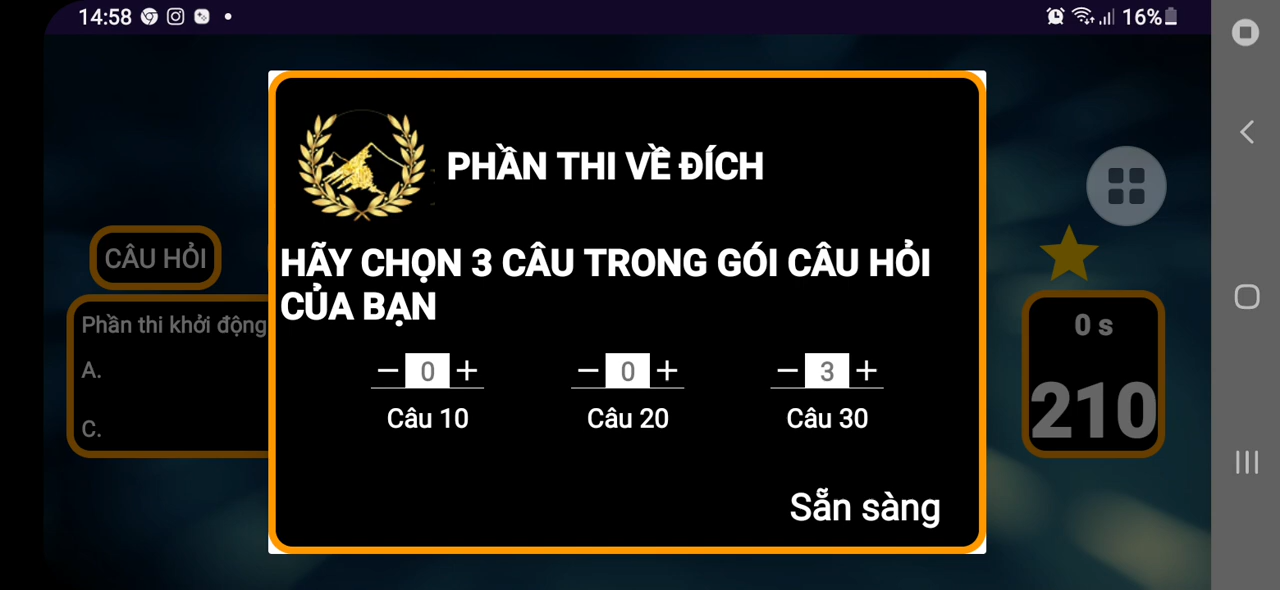 14:58
16%
PHẦN THI VỀ ĐÍCH
HÃY CHỌN 3 CÂU TRONG GÓI CÂU HỎI
CỦA BẠN
− 0 + − 0 + − 3 +
Câu 10 Câu 20 Câu 30
Sẵn sàng
CÂU HỎI
Phần thi khởi động
A.
C.
0 s
210